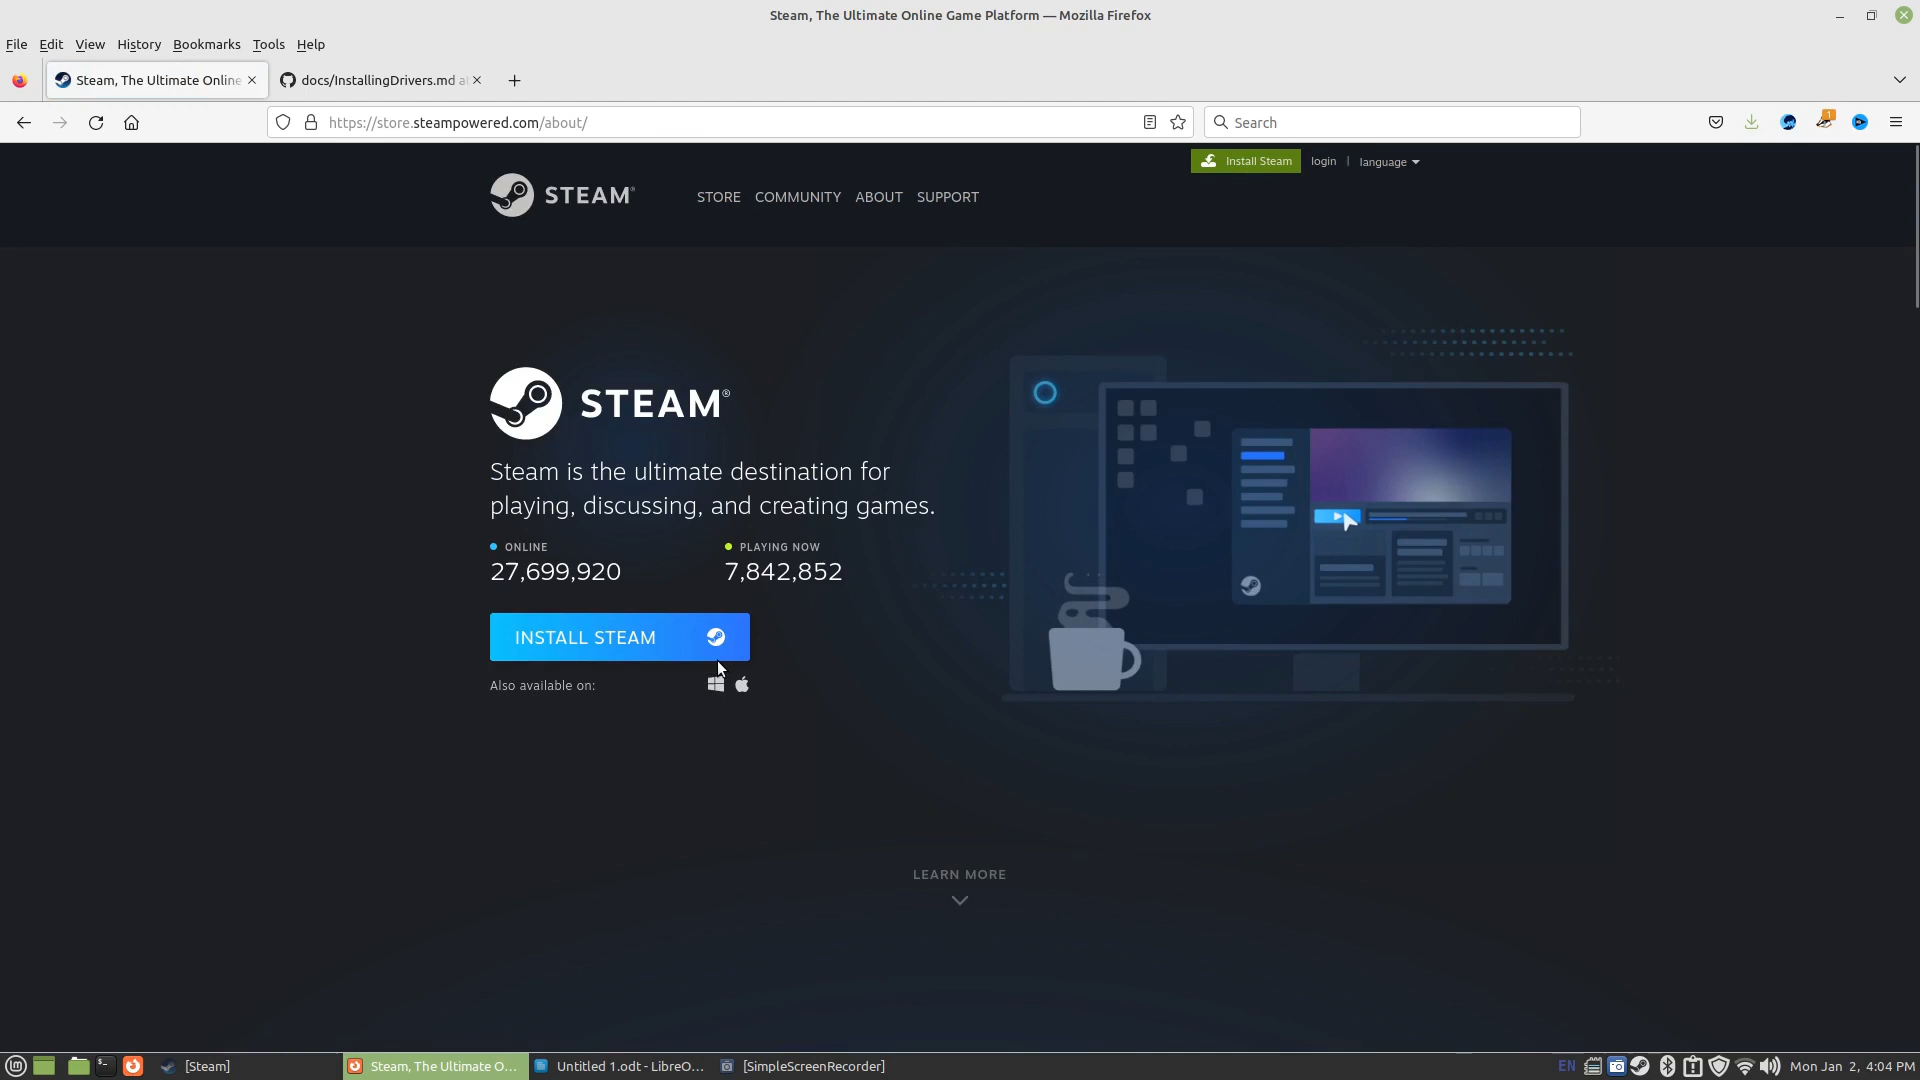 Steam, The Ultimate Online Game Platform — Mozilla Firefox
File Edit View History Bookmarks Tools Help
Steam, The Ultimate Online docs/InstallingDrivers.md
https://store.steampowered.com/about/ Search 1
Install Steam login | language
STEAM® STORE COMMUNITY ABOUT SUPPORT
STEAM®
Steam is the ultimate destination for
playing, discussing, and creating games.
ONLINE PLAYING NOW
27,699,920 7,842,852
INSTALL STEAM
Also available on:
LEARN MORE
[Steam] Steam, The Ultimate O... Untitled 1.odt - LibreO... [SimpleScreenRecorder] EN Mon Jan 2, 4:04 PM